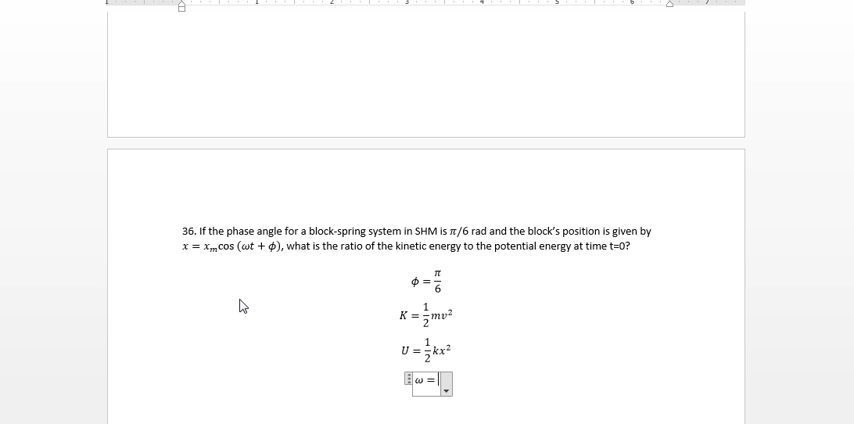 36. If the phase angle for a block-spring system in SHM is π/6 rad and the block's position is given by
x = xₘcos (ωt + ϕ), what is the ratio of the kinetic energy to the potential energy at time t=0?
ϕ = π/6
K = 1/2 mv²
U = 1/2 kx²
ω =